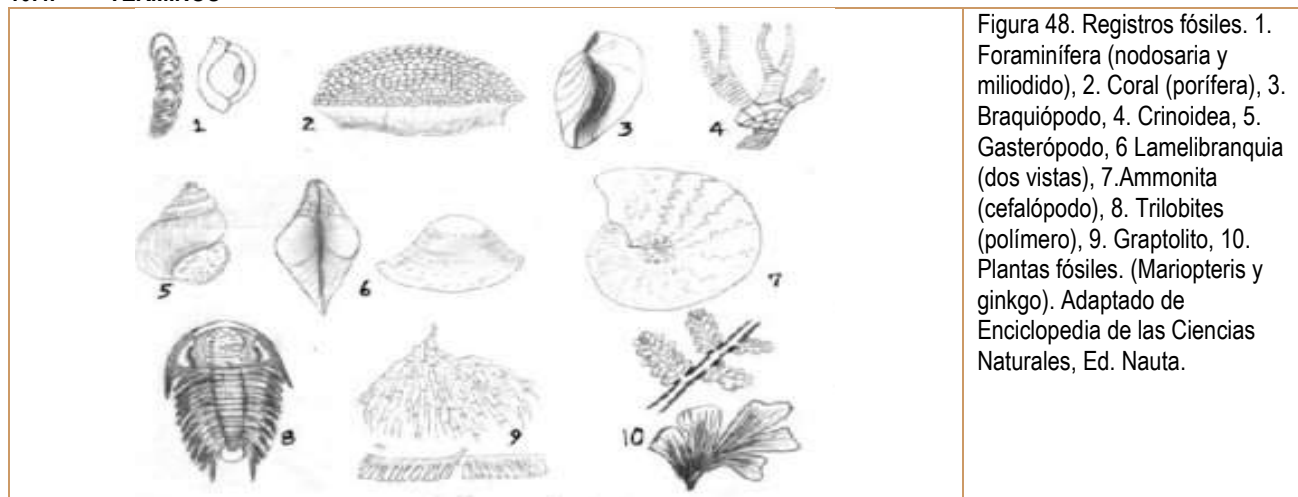 1
2
3
4
5
6
7
8
9
10
Figura 48. Registros fósiles. 1.
Foraminífera (nodosaria y
miliodido), 2. Coral (porífera), 3.
Braquiópodo, 4. Crinoidea, 5.
Gasterópodo, 6 Lamelibranquia
(dos vistas), 7.Ammonita
(cefalópodo), 8. Trilobites
(polímero), 9. Graptolito, 10.
Plantas fósiles. (Mariopteris y
ginkgo). Adaptado de
Enciclopedia de las Ciencias
Naturales, Ed. Nauta.